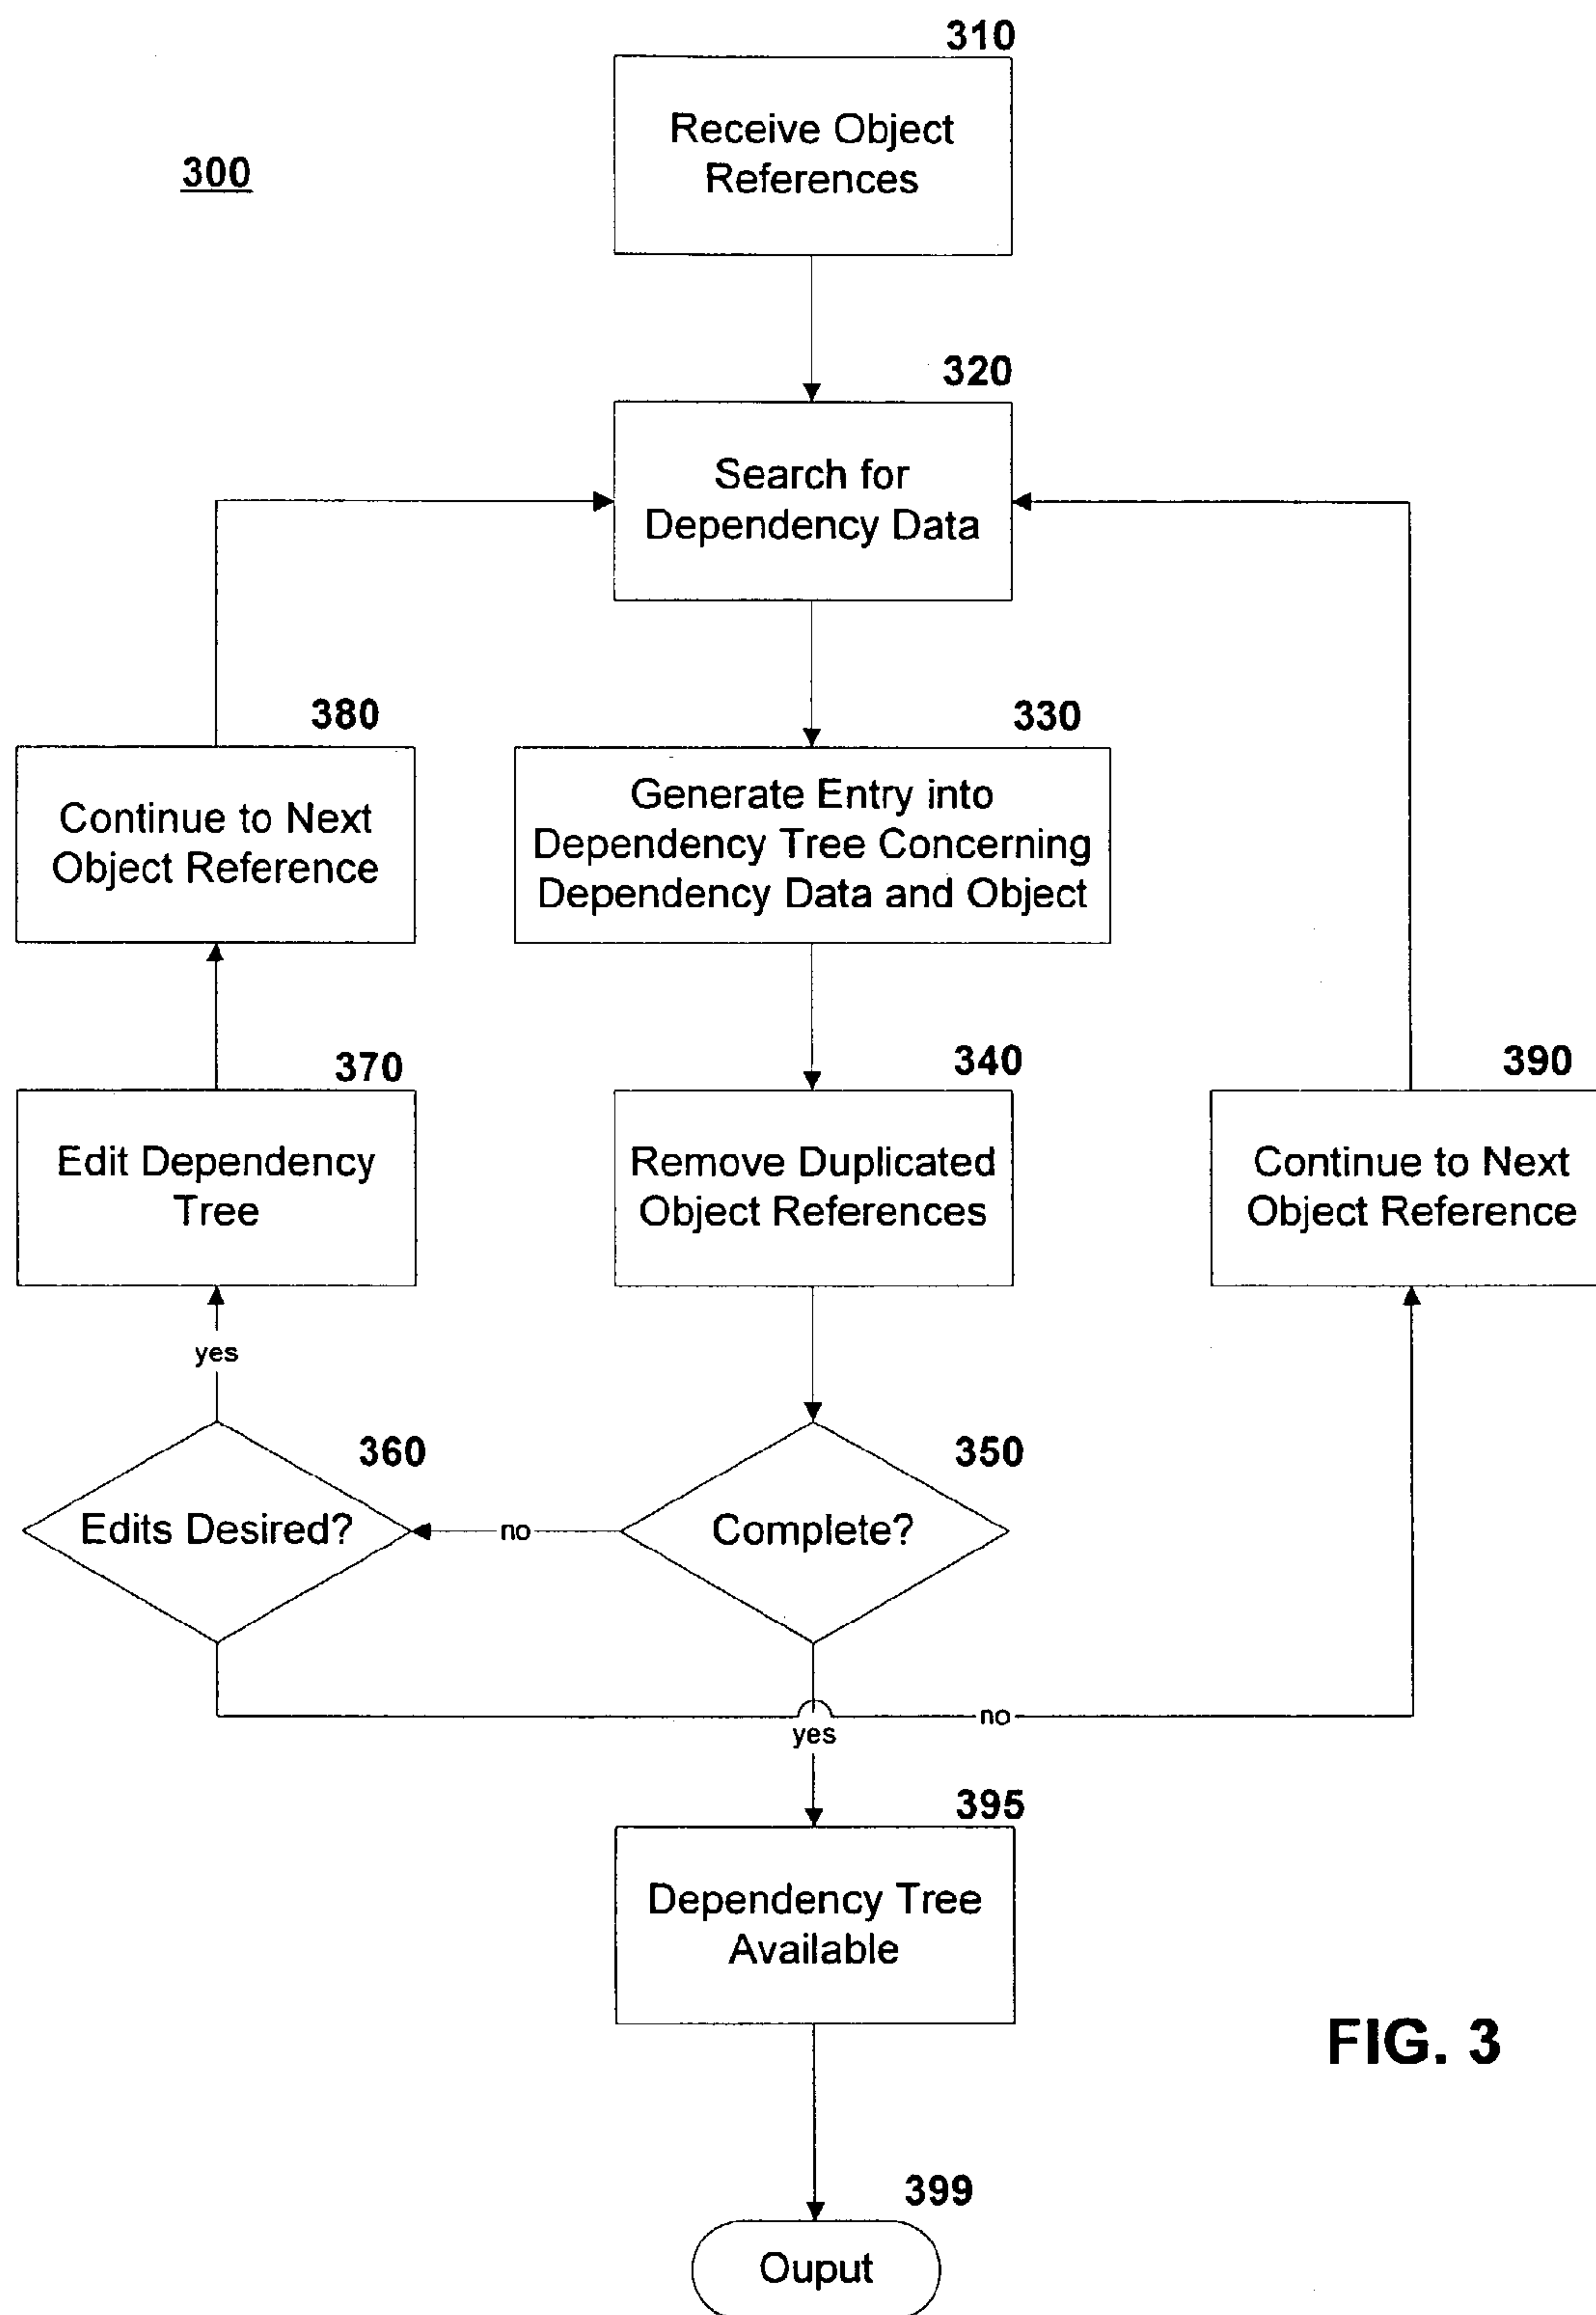 310
Receive Object
References
300
320
Search for
Dependency Data
380
Continue to Next
Object Reference
330
Generate Entry into
Dependency Tree Concerning
Dependency Data and Object
370
Edit Dependency
Tree
340
Remove Duplicated
Object References
390
Continue to Next
Object Reference
yes
360
Edits Desired?
no
350
Complete?
yes
no
395
Dependency Tree
Available
FIG. 3
399
Ouput